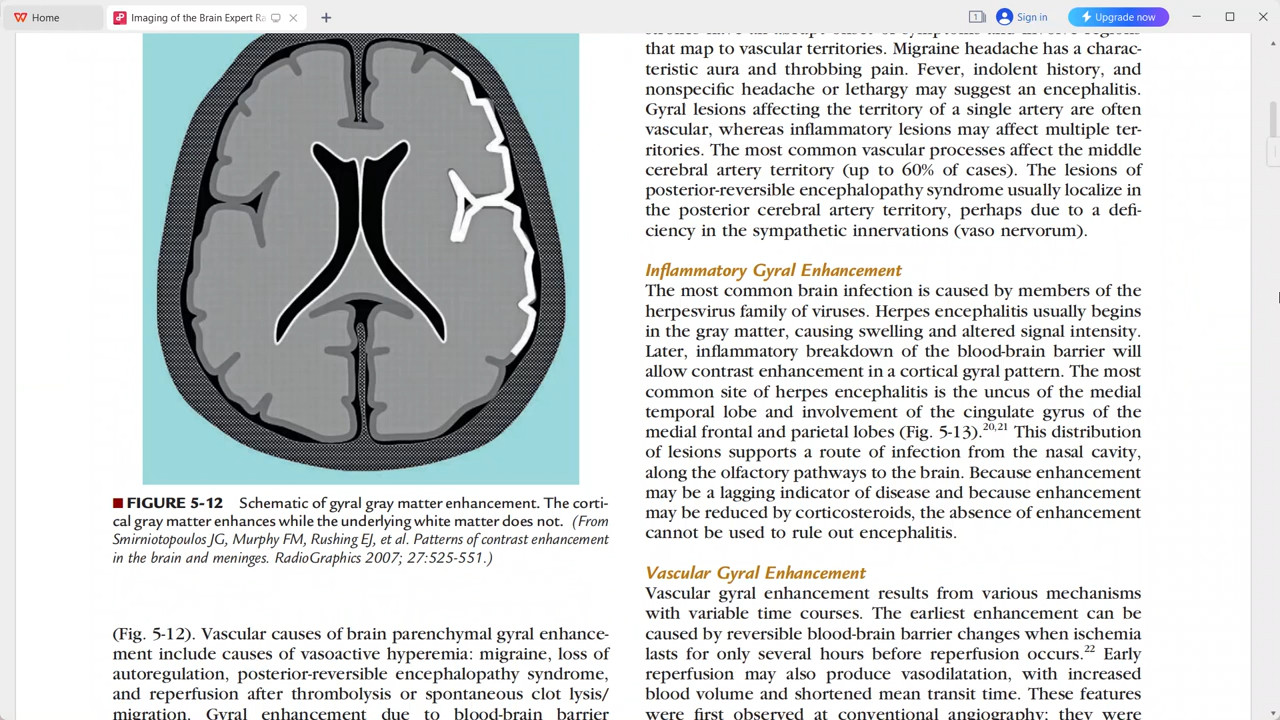 Home
Imaging of the Brain Expert Ra
Sign in
Upgrade now
FIGURE 5-12 Schematic of gyral gray matter enhancement. The corti-
cal gray matter enhances while the underlying white matter does not. (From
Smirniotopoulos JG, Murphy FM, Rushing EJ, et al. Patterns of contrast enhancement
in the brain and meninges. RadioGraphics 2007; 27:525-551.)
(Fig. 5-12). Vascular causes of brain parenchymal gyral enhance-
ment include causes of vasoactive hyperemia: migraine, loss of
autoregulation, posterior-reversible encephalopathy syndrome,
and reperfusion after thrombolysis or spontaneous clot lysis/
migration. Gyral enhancement due to blood-brain barrier
that map to vascular territories. Migraine headache has a charac-
teristic aura and throbbing pain. Fever, indolent history, and
nonspecific headache or lethargy may suggest an encephalitis.
Gyral lesions affecting the territory of a single artery are often
vascular, whereas inflammatory lesions may affect multiple ter-
ritories. The most common vascular processes affect the middle
cerebral artery territory (up to 60% of cases). The lesions of
posterior-reversible encephalopathy syndrome usually localize in
the posterior cerebral artery territory, perhaps due to a defi-
ciency in the sympathetic innervations (vaso nervorum).
Inflammatory Gyral Enhancement
The most common brain infection is caused by members of the
herpesvirus family of viruses. Herpes encephalitis usually begins
in the gray matter, causing swelling and altered signal intensity.
Later, inflammatory breakdown of the blood-brain barrier will
allow contrast enhancement in a cortical gyral pattern. The most
common site of herpes encephalitis is the uncus of the medial
temporal lobe and involvement of the cingulate gyrus of the
medial frontal and parietal lobes (Fig. 5-13).20,21 This distribution
of lesions supports a route of infection from the nasal cavity,
along the olfactory pathways to the brain. Because enhancement
may be a lagging indicator of disease and because enhancement
may be reduced by corticosteroids, the absence of enhancement
cannot be used to rule out encephalitis.
Vascular Gyral Enhancement
Vascular gyral enhancement results from various mechanisms
with variable time courses. The earliest enhancement can be
caused by reversible blood-brain barrier changes when ischemia
lasts for only several hours before reperfusion occurs.22 Early
reperfusion may also produce vasodilatation, with increased
blood volume and shortened mean transit time. These features
were first observed at conventional angiography; they were